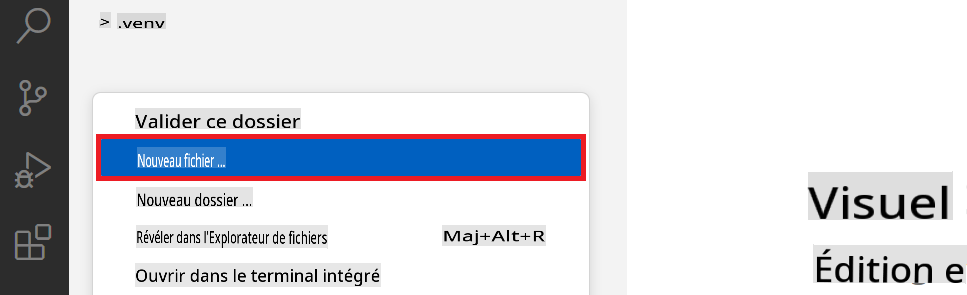 > .venv
Valider ce dossier
Nouveau fichier ...
Nouveau dossier ...
Révéler dans l'Explorateur de fichiers Maj+Alt+R
Ouvrir dans le terminal intégré
Visuel
Édition e